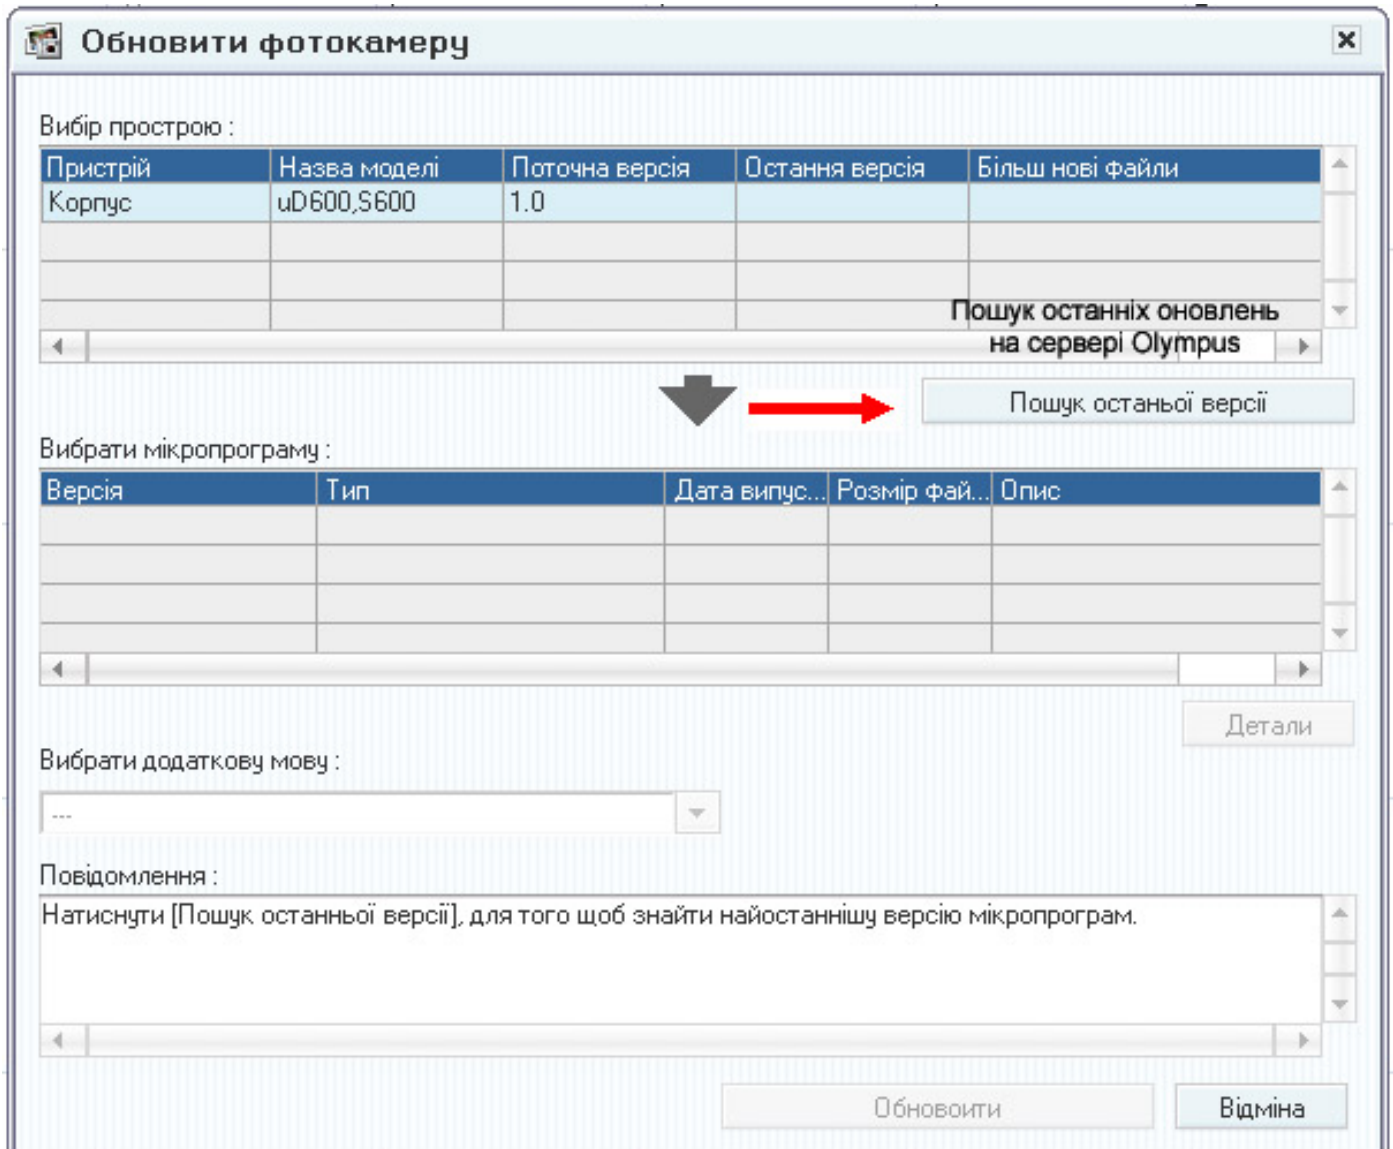 Обновити фотокамеру
Вибір прострою :
Пристрій Назва моделі Поточна версія Остання версія Більш нові файли
Корпус uD600,S600 1.0
Пошук останніх оновлень
на сервері Olympus
Пошук останьої версії
Вибрати мікропрограму :
Версія Тип Дата випус... Розмір фай... Опис
Детали
Вибрати додаткову мову :
---
Повідомлення :
Натиснути [Пошук останньої версії], для того щоб знайти найостаннішу версію мікропрограм.
Обновоити Відміна